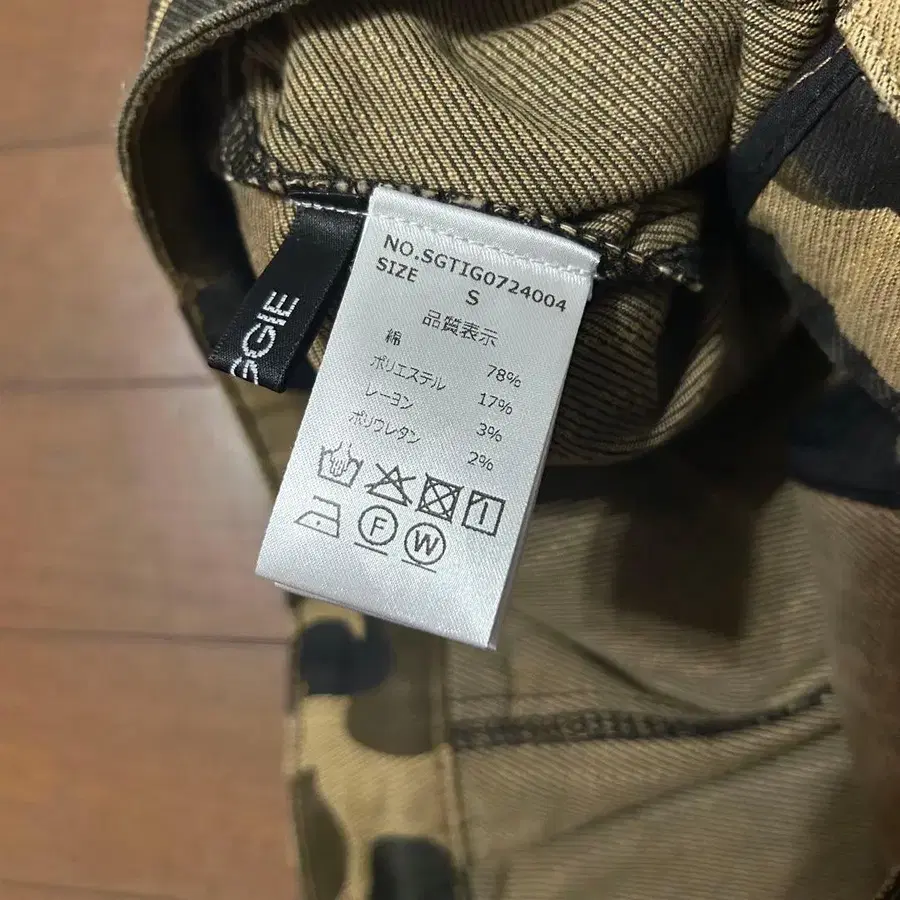 NO.SGTIG0724004
SIZE S
品質表示
綿 78%
ポリエステル 17%
レーヨン 3%
ポリウレタン 2%
F
W
GGIE